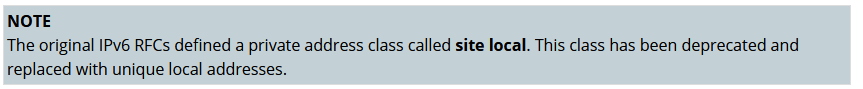 NOTE
The original IPv6 RFCs defined a private address class called site local. This class has been deprecated and
replaced with unique local addresses.